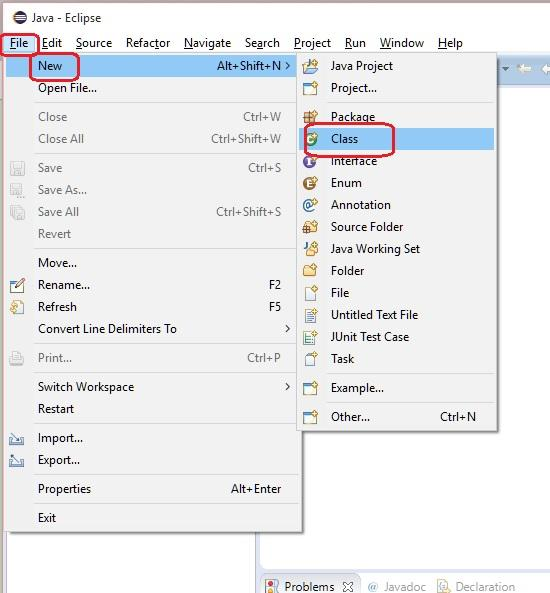 Java - Eclipse
File Edit Source Refactor Navigate Search Project Run Window Help
New Alt+Shift+N >
Open File...
Close Ctrl+W
Close All Ctrl+Shift+W
Save Ctrl+S
Save As...
Save All Ctrl+Shift+S
Revert
Move...
Rename... F2
Refresh F5
Convert Line Delimiters To >
Print... Ctrl+P
Switch Workspace >
Restart
Import...
Export...
Properties Alt+Enter
Exit
Java Project
Project...
Package
Class
Interface
Enum
Annotation
Source Folder
Java Working Set
Folder
File
Untitled Text File
JUnit Test Case
Task
Example...
Other... Ctrl+N
Problems @ Javadoc Declaration